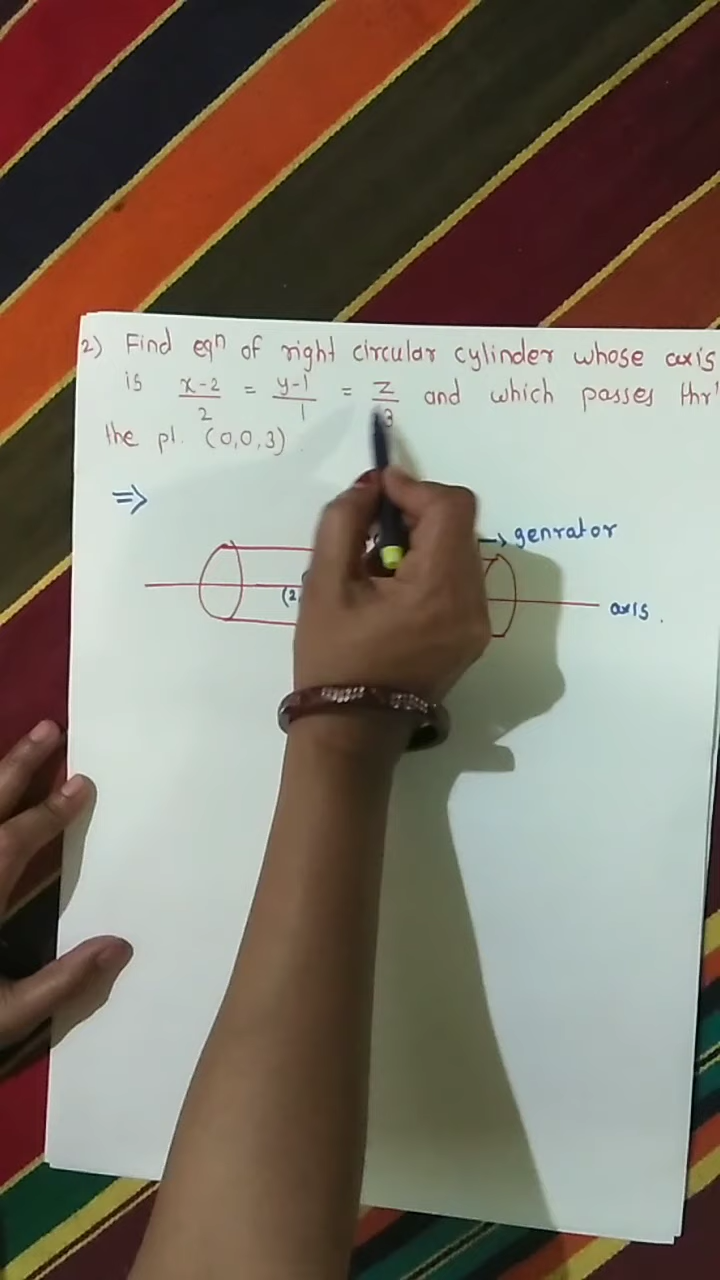 2) Find eqn of right circular cylinder whose axis
is x-2/2 = y-1/1 = z/3 and which passes thr'
the pt. (0,0,3).
⇒
→ genrator
(2,
axis.